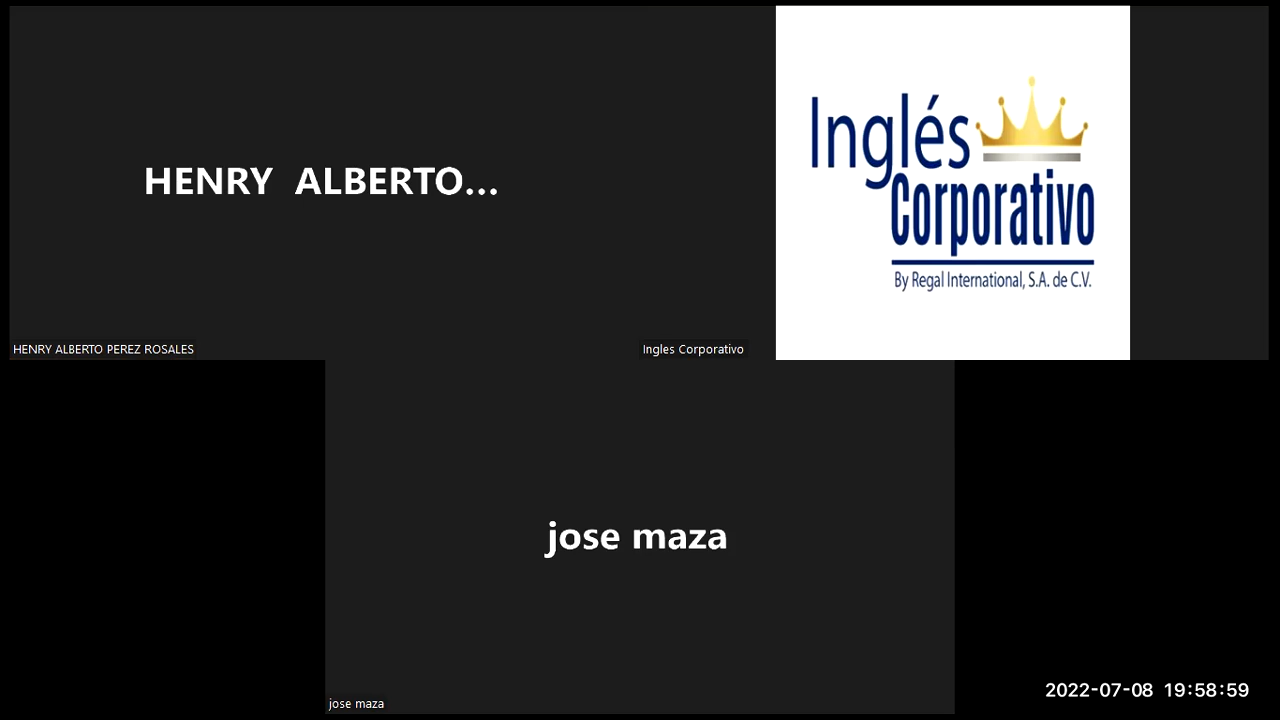 HENRY  ALBERTO...
HENRY ALBERTO PEREZ ROSALES
Inglés
Corporativo
By Regal International, S.A. de C.V.
Ingles Corporativo
jose maza
jose maza
2022-07-08 19:58:59